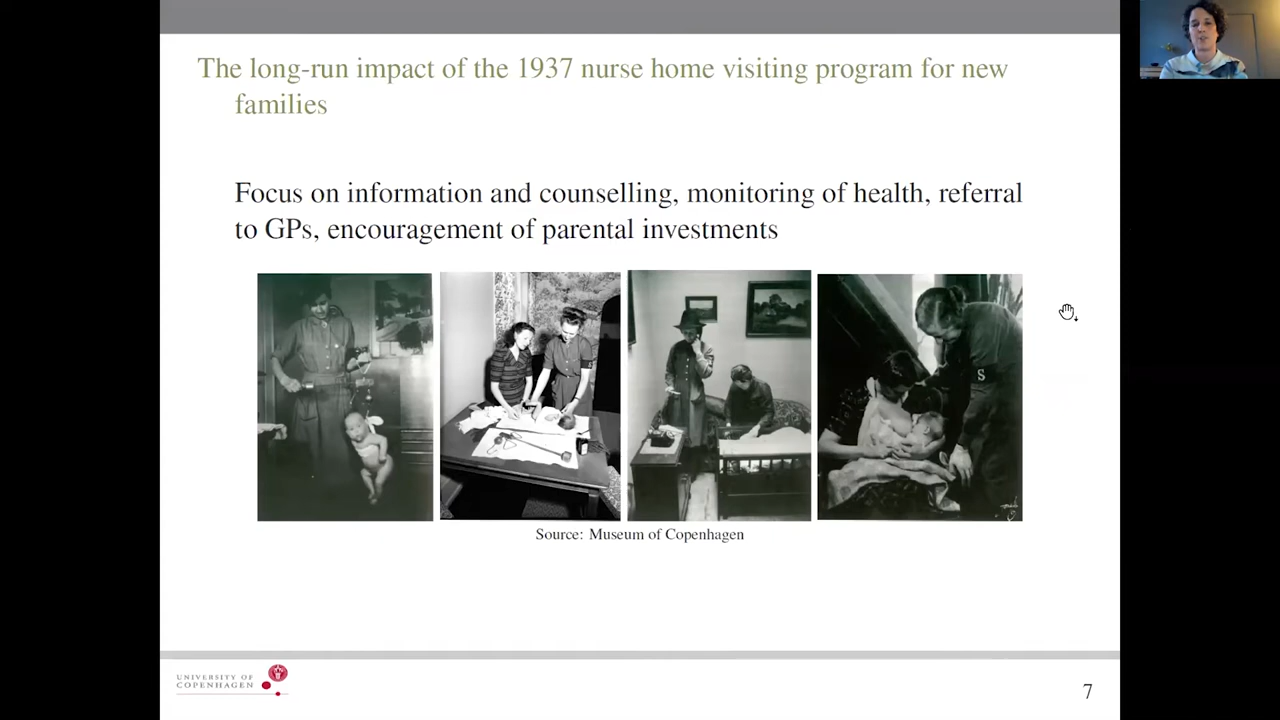 The long-run impact of the 1937 nurse home visiting program for new
families
Focus on information and counselling, monitoring of health, referral
to GPs, encouragement of parental investments
S
Source: Museum of Copenhagen
UNIVERSITY OF
COPENHAGEN
7